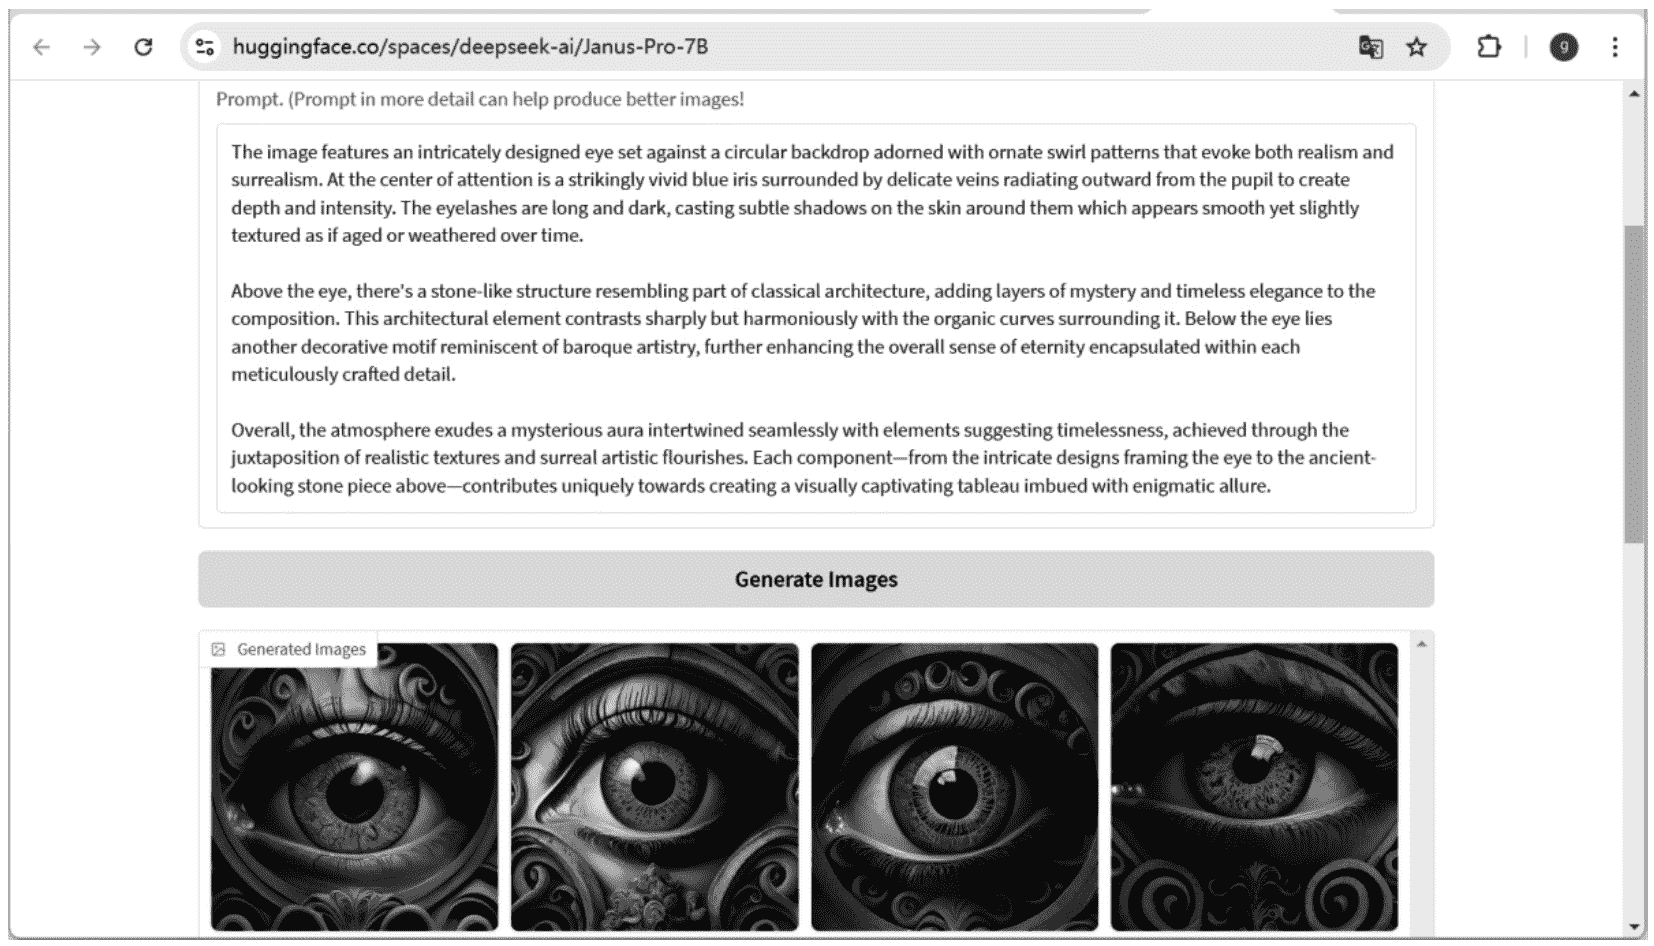 huggingface.co/spaces/deepseek-ai/Janus-Pro-7B
g
Prompt. (Prompt in more detail can help produce better images!
The image features an intricately designed eye set against a circular backdrop adorned with ornate swirl patterns that evoke both realism and
surrealism. At the center of attention is a strikingly vivid blue iris surrounded by delicate veins radiating outward from the pupil to create
depth and intensity. The eyelashes are long and dark, casting subtle shadows on the skin around them which appears smooth yet slightly
textured as if aged or weathered over time.
Above the eye, there's a stone-like structure resembling part of classical architecture, adding layers of mystery and timeless elegance to the
composition. This architectural element contrasts sharply but harmoniously with the organic curves surrounding it. Below the eye lies
another decorative motif reminiscent of baroque artistry, further enhancing the overall sense of eternity encapsulated within each
meticulously crafted detail.
Overall, the atmosphere exudes a mysterious aura intertwined seamlessly with elements suggesting timelessness, achieved through the
juxtaposition of realistic textures and surreal artistic flourishes. Each component—from the intricate designs framing the eye to the ancient-
looking stone piece above—contributes uniquely towards creating a visually captivating tableau imbued with enigmatic allure.
Generate Images
Generated Images